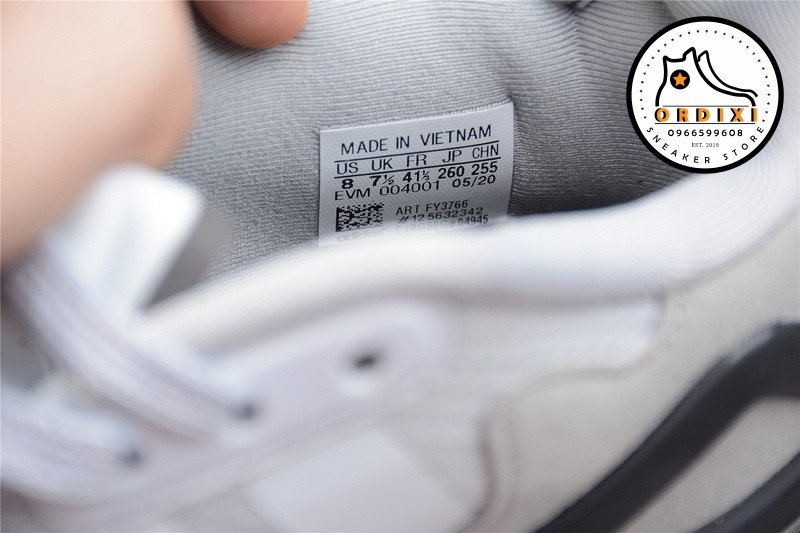 MADE IN VIETNAM
US UK FR JP CHN
8 7½ 41⅓ 260 255
EVM 004001 05/20
ART FY3766
#125632342
ORDIXI
0966599608
EST. 2019
SNEAKER STORE